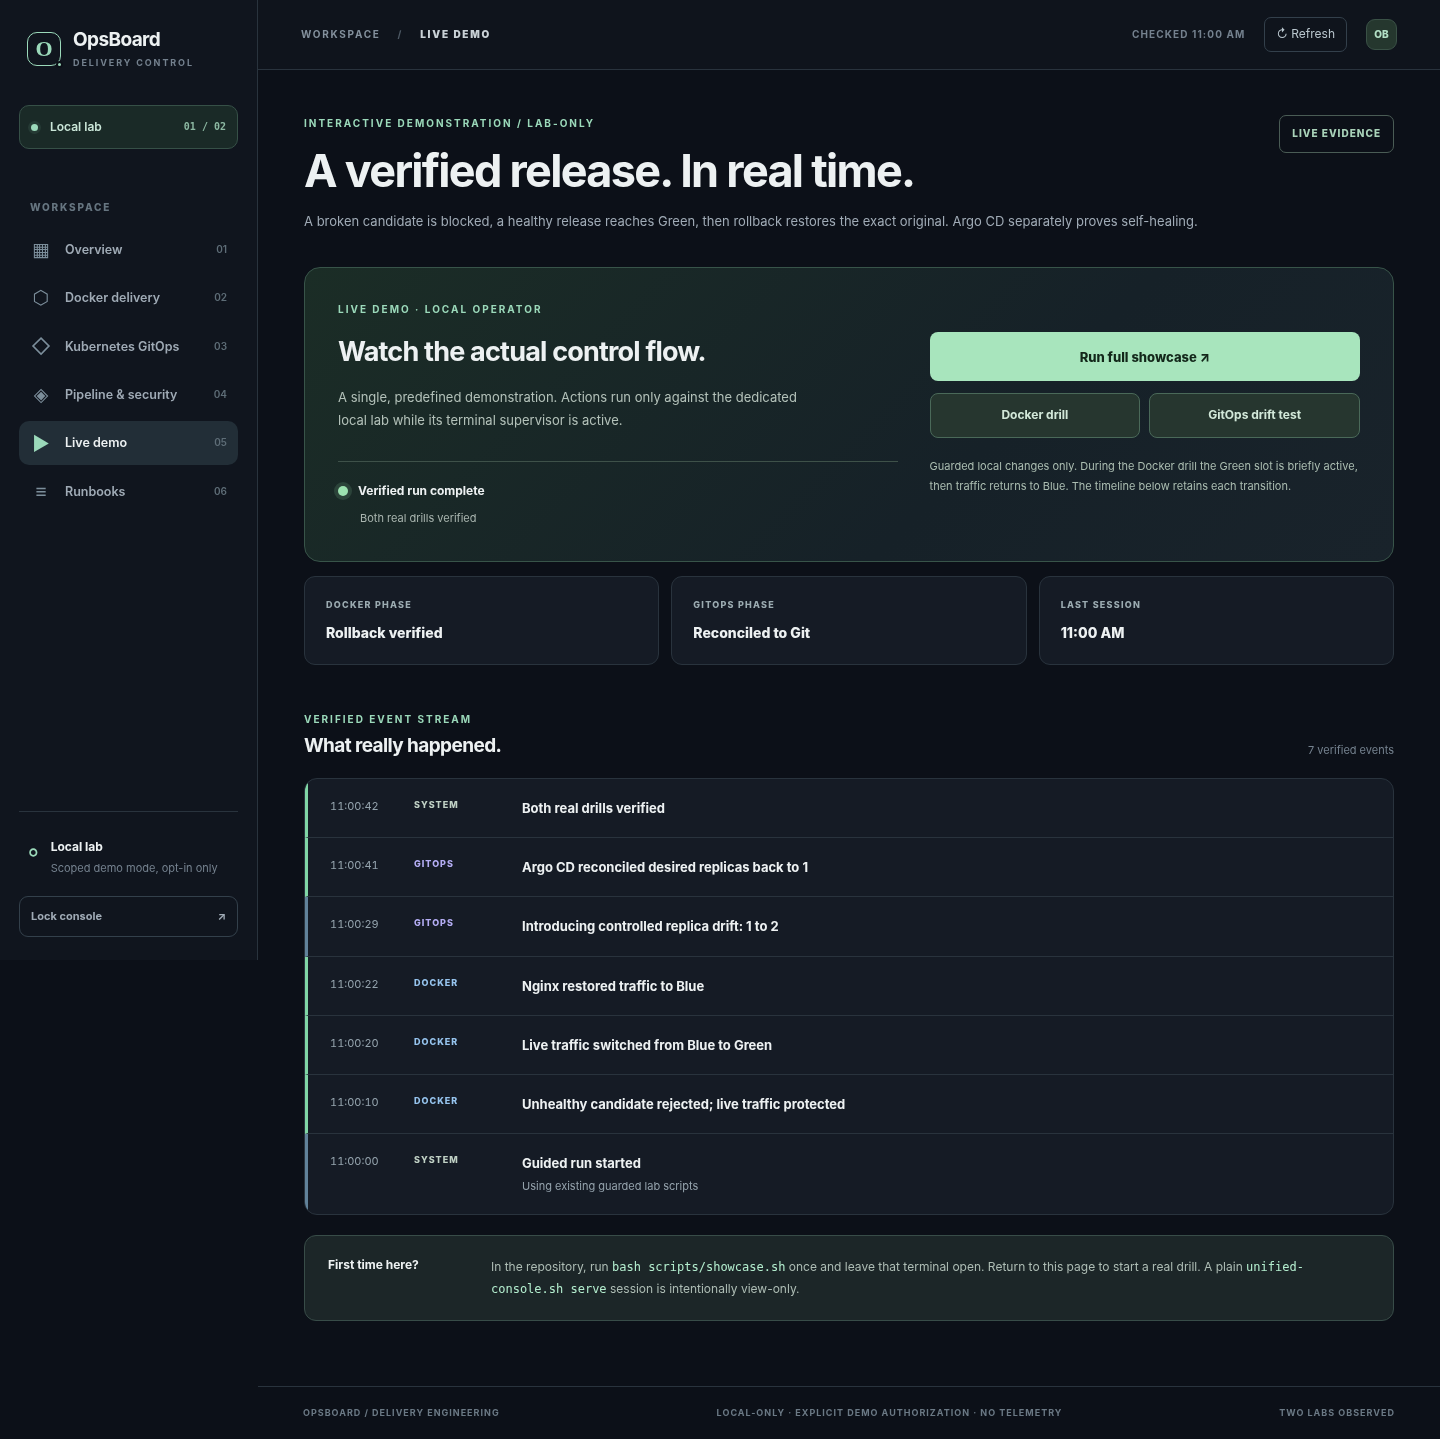 O
OpsBoard
DELIVERY CONTROL
Local lab 01 / 02
WORKSPACE
Overview 01
Docker delivery 02
Kubernetes GitOps 03
Pipeline & security 04
Live demo 05
Runbooks 06
Local lab
Scoped demo mode, opt-in only
Lock console ↗
WORKSPACE / LIVE DEMO
CHECKED 11:00 AM
↻ Refresh
OB
INTERACTIVE DEMONSTRATION / LAB-ONLY
LIVE EVIDENCE
A verified release. In real time.
A broken candidate is blocked, a healthy release reaches Green, then rollback restores the exact original. Argo CD separately proves self-healing.
LIVE DEMO · LOCAL OPERATOR
Watch the actual control flow.
A single, predefined demonstration. Actions run only against the dedicated
local lab while its terminal supervisor is active.
Verified run complete
Both real drills verified
Run full showcase ↗
Docker drill
GitOps drift test
Guarded local changes only. During the Docker drill the Green slot is briefly active,
then traffic returns to Blue. The timeline below retains each transition.
DOCKER PHASE
Rollback verified
GITOPS PHASE
Reconciled to Git
LAST SESSION
11:00 AM
VERIFIED EVENT STREAM
What really happened.
7 verified events
11:00:42 SYSTEM Both real drills verified
11:00:41 GITOPS Argo CD reconciled desired replicas back to 1
11:00:29 GITOPS Introducing controlled replica drift: 1 to 2
11:00:22 DOCKER Nginx restored traffic to Blue
11:00:20 DOCKER Live traffic switched from Blue to Green
11:00:10 DOCKER Unhealthy candidate rejected; live traffic protected
11:00:00 SYSTEM Guided run started
Using existing guarded lab scripts
First time here?
In the repository, run bash scripts/showcase.sh once and leave that terminal open. Return to this page to start a real drill. A plain unified-
console.sh serve session is intentionally view-only.
OPSBOARD / DELIVERY ENGINEERING
LOCAL-ONLY · EXPLICIT DEMO AUTHORIZATION · NO TELEMETRY
TWO LABS OBSERVED